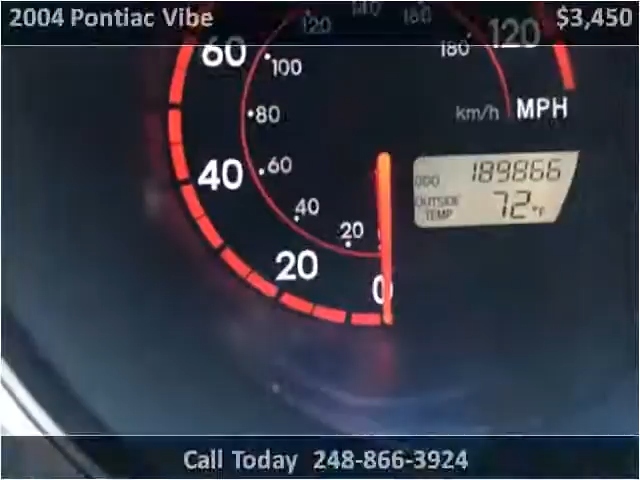 2004 Pontiac Vibe $3,450
120 140 160
60 180 120
100
km/h MPH
80
40 60
ODO 189866
OUTSIDE TEMP 72°F
40
20
20
0
Call Today 248-866-3924